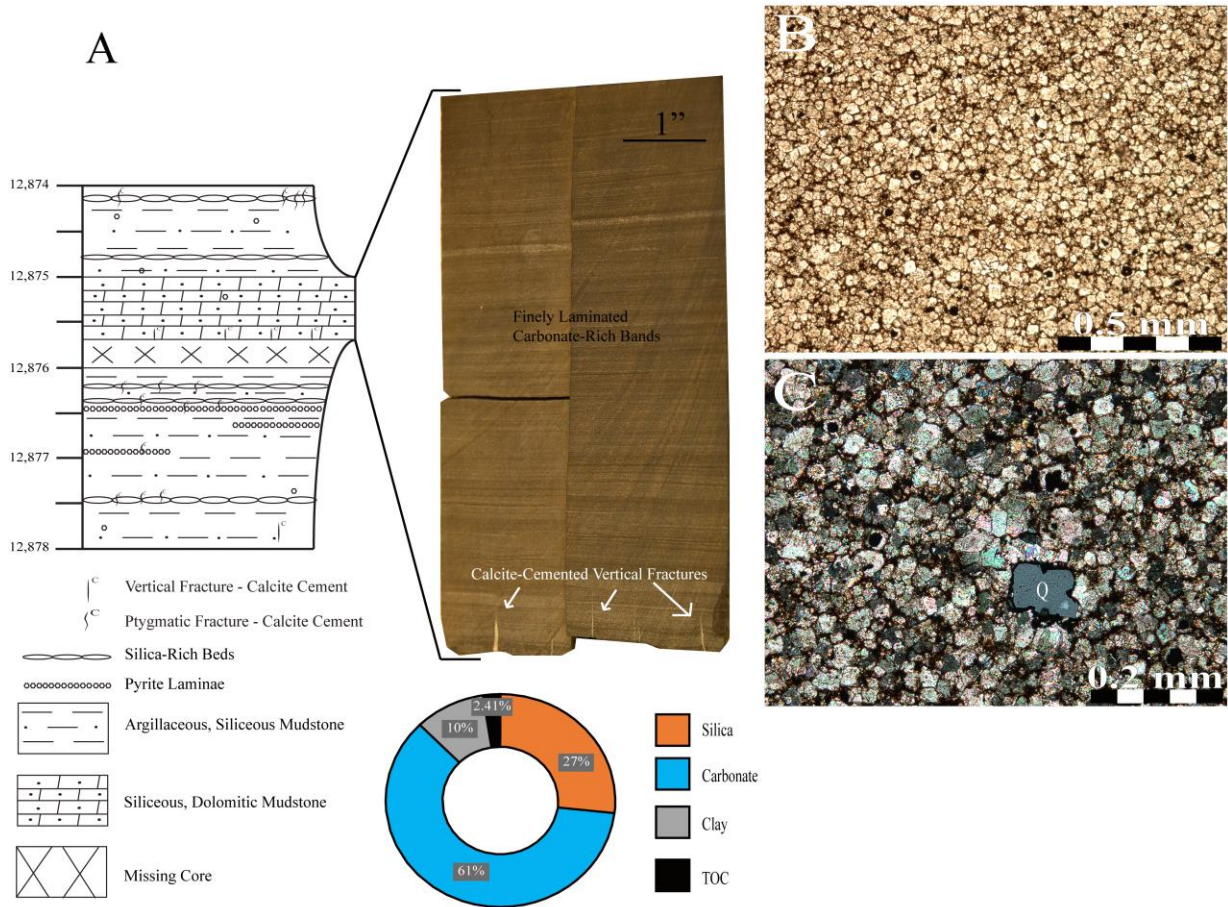 A
12,874
12,875
12,876
12,877
12,878
C
Vertical Fracture - Calcite Cement
C
Ptygmatic Fracture - Calcite Cement
Silica-Rich Beds
Pyrite Laminae
Argillaceous, Siliceous Mudstone
Siliceous, Dolomitic Mudstone
Missing Core
1”
Finely Laminated
Carbonate-Rich Bands
Calcite-Cemented Vertical Fractures
2.41%
10%
27%
61%
Silica
Carbonate
Clay
TOC
B
0.5 mm
C
Q
0.2 mm